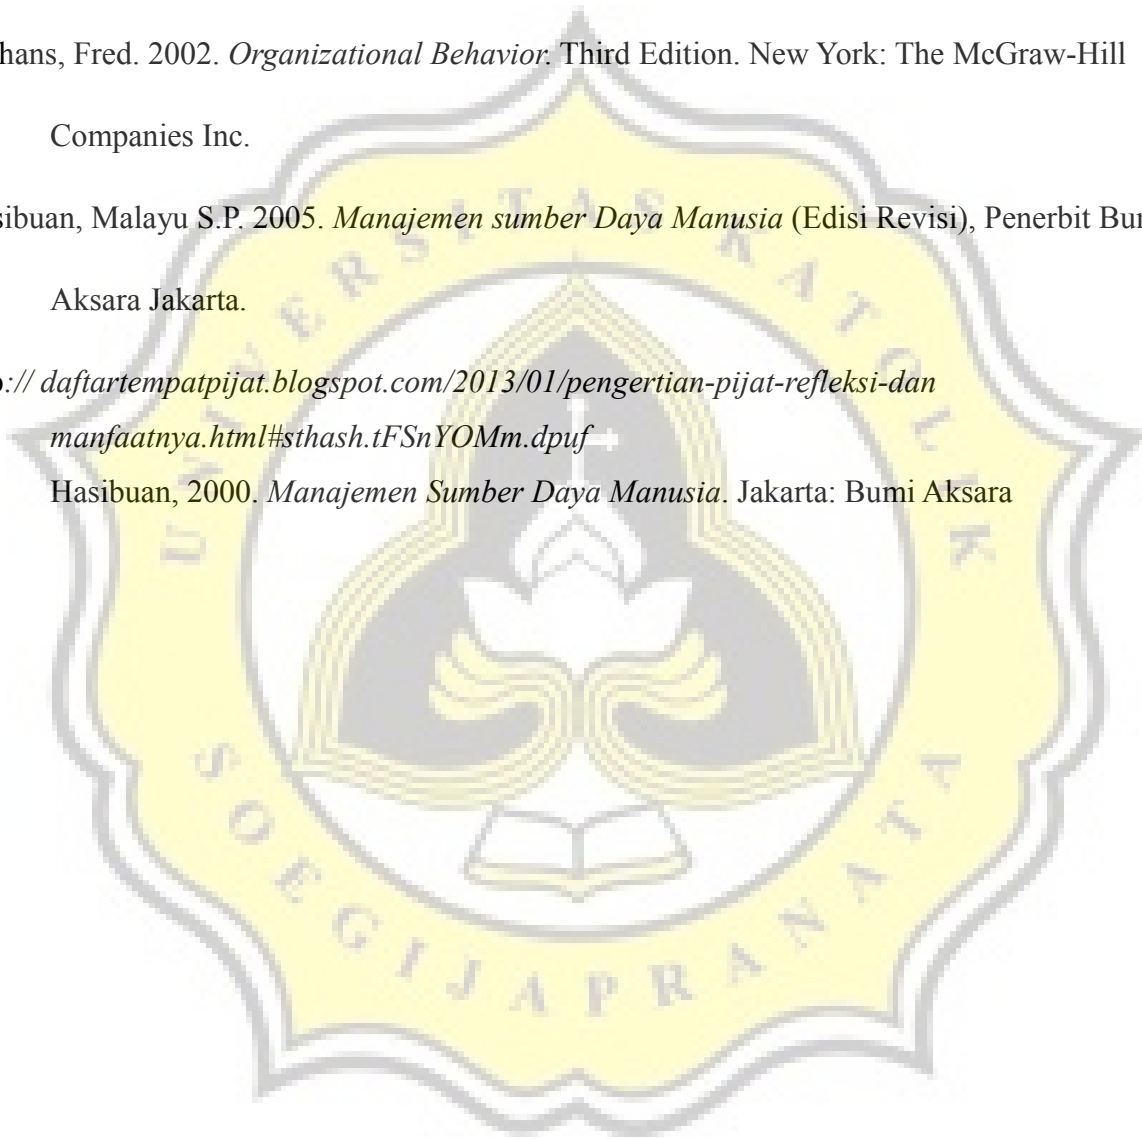 hans, Fred. 2002. Organizational Behavior. Third Edition. New York: The McGraw-Hill
Companies Inc.
sibuan, Malayu S.P. 2005. Manajemen sumber Daya Manusia (Edisi Revisi), Penerbit
Aksara Jakarta.
:// daftartempatpijat.blogspot.com/2013/01/pengertian-pijat-refleksi-dan
manfaatnya.html#sthash.tFSnYOMm.dpuf
Hasibuan, 2000. Manajemen Sumber Daya Manusia. Jakarta: Bumi Aksara
UNIVERSITAS KATOLIK
SOEGIJAPRANATA